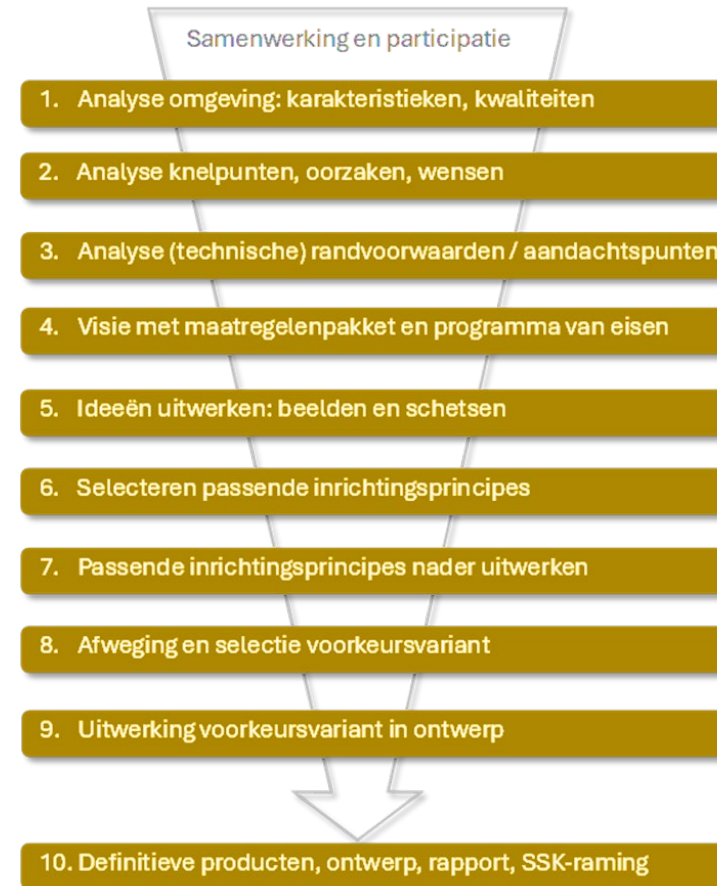 Samenwerking en participatie
1. Analyse omgeving: karakteristieken, kwaliteiten
2. Analyse knelpunten, oorzaken, wensen
3. Analyse (technische) randvoorwaarden / aandachtspunten
4. Visie met maatregelenpakket en programma van eisen
5. Ideeën uitwerken: beelden en schetsen
6. Selecteren passende inrichtingsprincipes
7. Passende inrichtingsprincipes nader uitwerken
8. Afweging en selectie voorkeursvariant
9. Uitwerking voorkeursvariant in ontwerp
10. Definitieve producten, ontwerp, rapport, SSK-raming